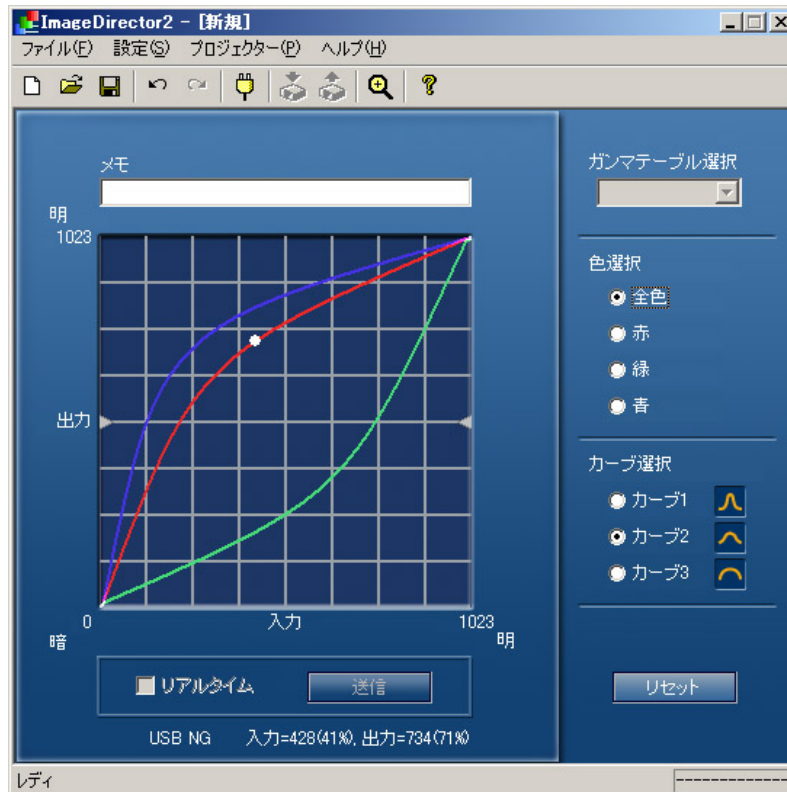 ImageDirector2 - [新規]
ファイル(F) 設定(S) プロジェクター(P) ヘルプ(H)
メモ
明
1023
出力
0
入力
1023
暗
明
リアルタイム
送信
USB NG 入力=428(41%), 出力=734(71%)
ガンマテーブル選択
色選択
全色
赤
緑
青
カーブ選択
カーブ1
カーブ2
カーブ3
リセット
レディ